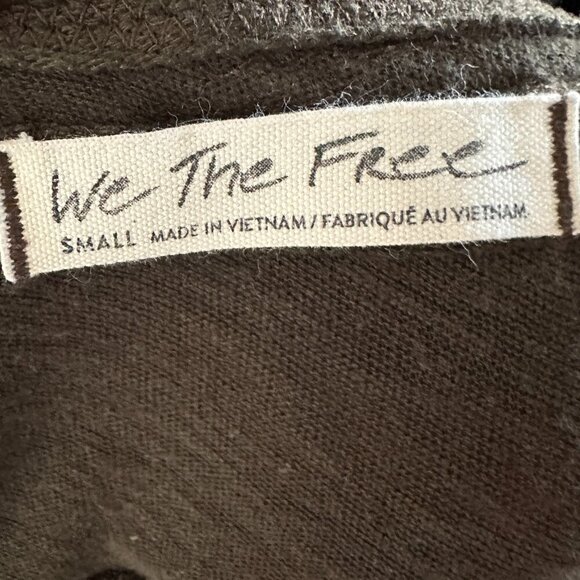 We The Free
SMALL MADE IN VIETNAM / FABRIQUÉ AU VIETNAM